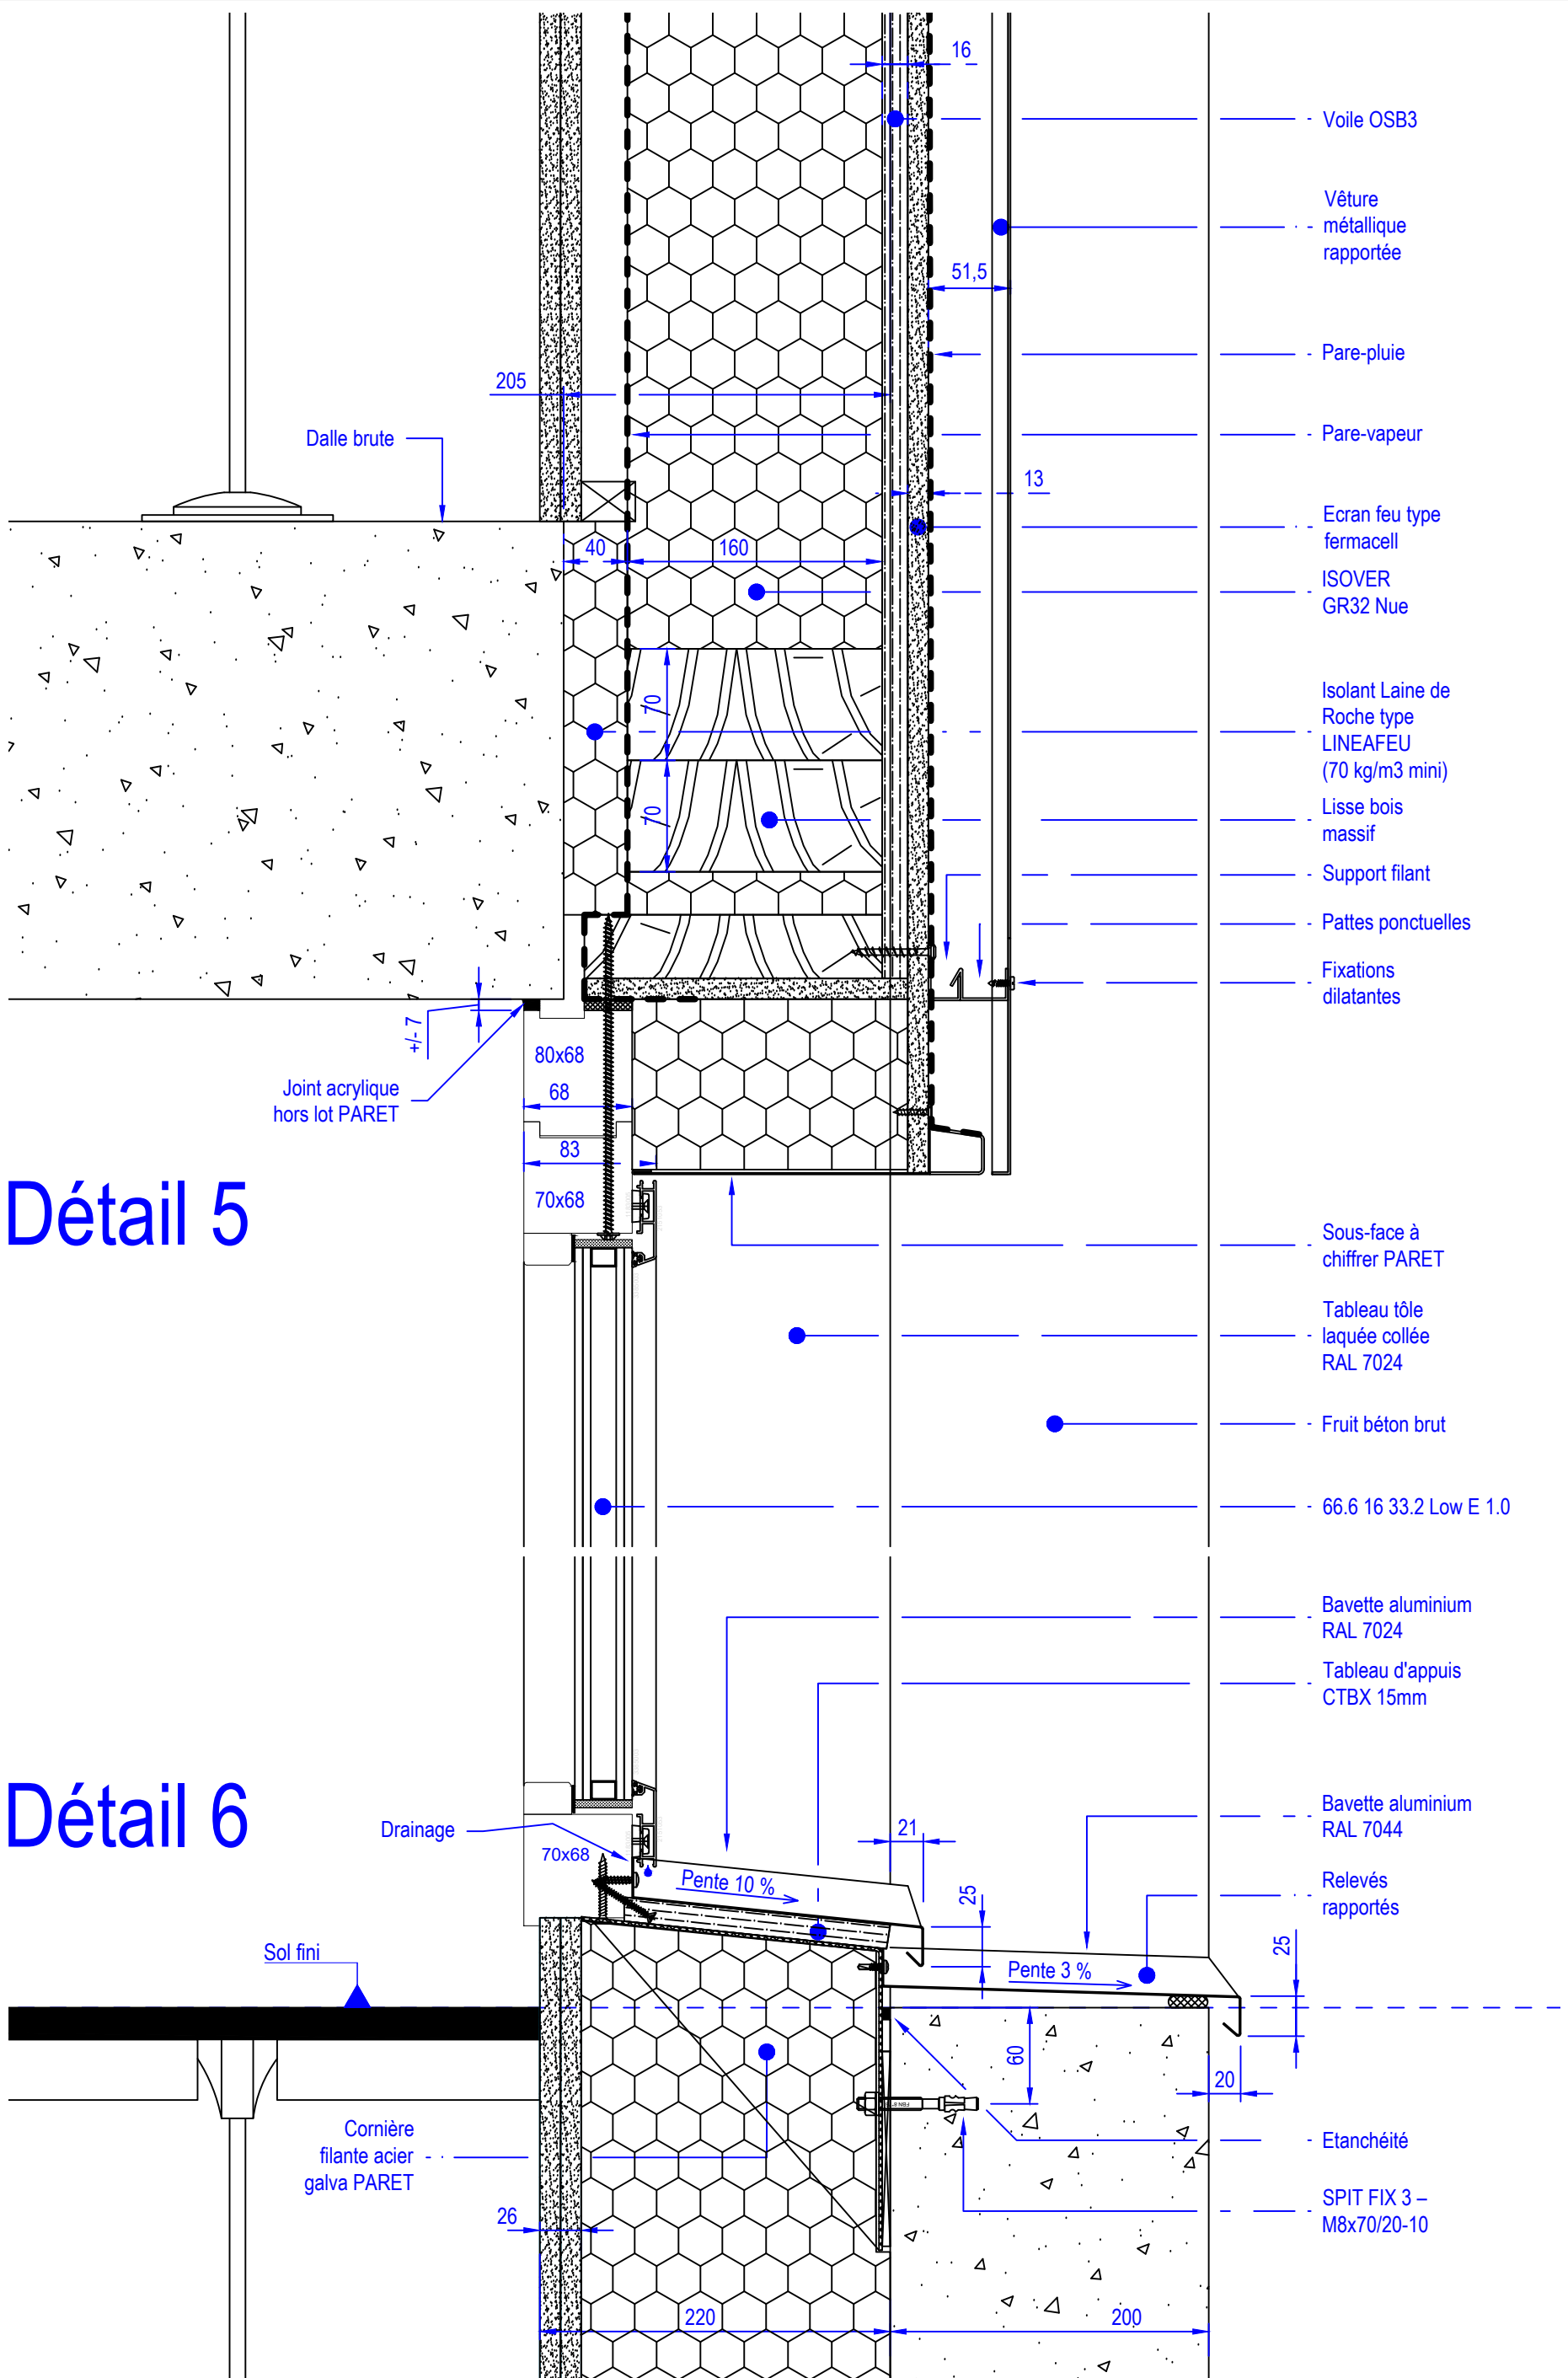 16
Voile OSB3
Vêture
métallique
rapportée
51,5
Pare-pluie
205
Dalle brute
Pare-vapeur
13
Ecran feu type
fermacell
40
160
ISOVER
GR32 Nue
70
Isolant Laine de
Roche type
LINEAFEU
(70 kg/m3 mini)
70
Lisse bois
massif
Support filant
Pattes ponctuelles
Fixations
dilatantes
+/- 7
80x68
Joint acrylique
hors lot PARET
68
83
70x68
Détail 5
Sous-face à
chiffrer PARET
Tableau tôle
laquée collée
RAL 7024
Fruit béton brut
66.6 16 33.2 Low E 1.0
Bavette aluminium
RAL 7024
Tableau d'appuis
CTBX 15mm
Détail 6
Drainage
70x68
21
Bavette aluminium
RAL 7044
Pente 10 %
25
Relevés
rapportés
Sol fini
Pente 3 %
25
60
20
Cornière
filante acier
galva PARET
Etanchéité
26
SPIT FIX 3 –
M8x70/20-10
220
200